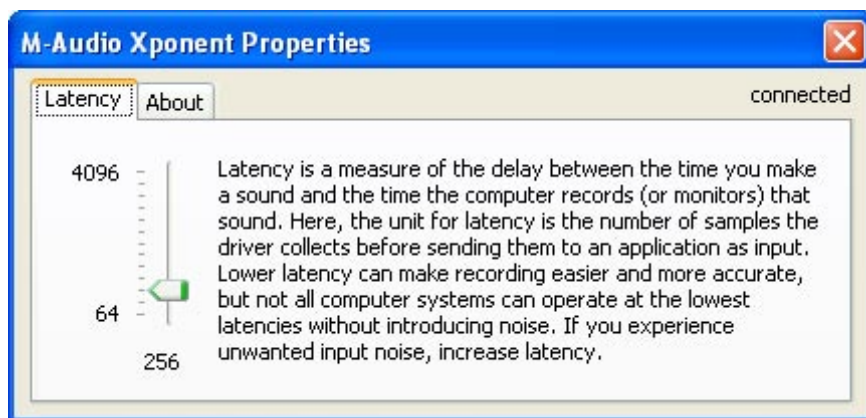 M-Audio Xponent Properties
Latency
About
connected
4096
64
256
Latency is a measure of the delay between the time you make
a sound and the time the computer records (or monitors) that
sound. Here, the unit for latency is the number of samples the
driver collects before sending them to an application as input.
Lower latency can make recording easier and more accurate,
but not all computer systems can operate at the lowest
latencies without introducing noise. If you experience
unwanted input noise, increase latency.